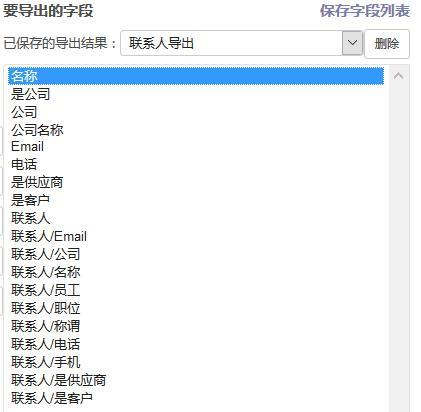 要导出的字段 保存字段列表
已保存的导出结果： 联系人导出 删除
名称
是公司
公司
公司名称
Email
电话
是供应商
是客户
联系人
联系人/Email
联系人/公司
联系人/名称
联系人/员工
联系人/职位
联系人/称谓
联系人/电话
联系人/手机
联系人/是供应商
联系人/是客户